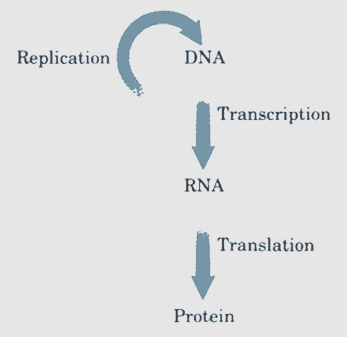 Replication DNA
Transcription
RNA
Translation
Protein